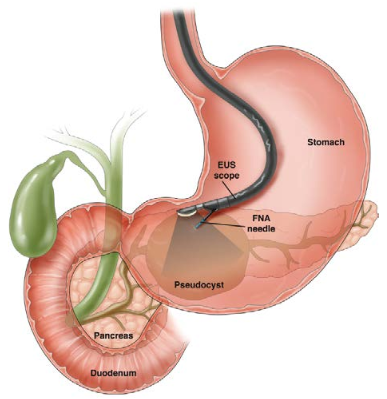 Stomach
EUS
scope
FNA
needle
Pseudocyst
Pancreas
Duodenum